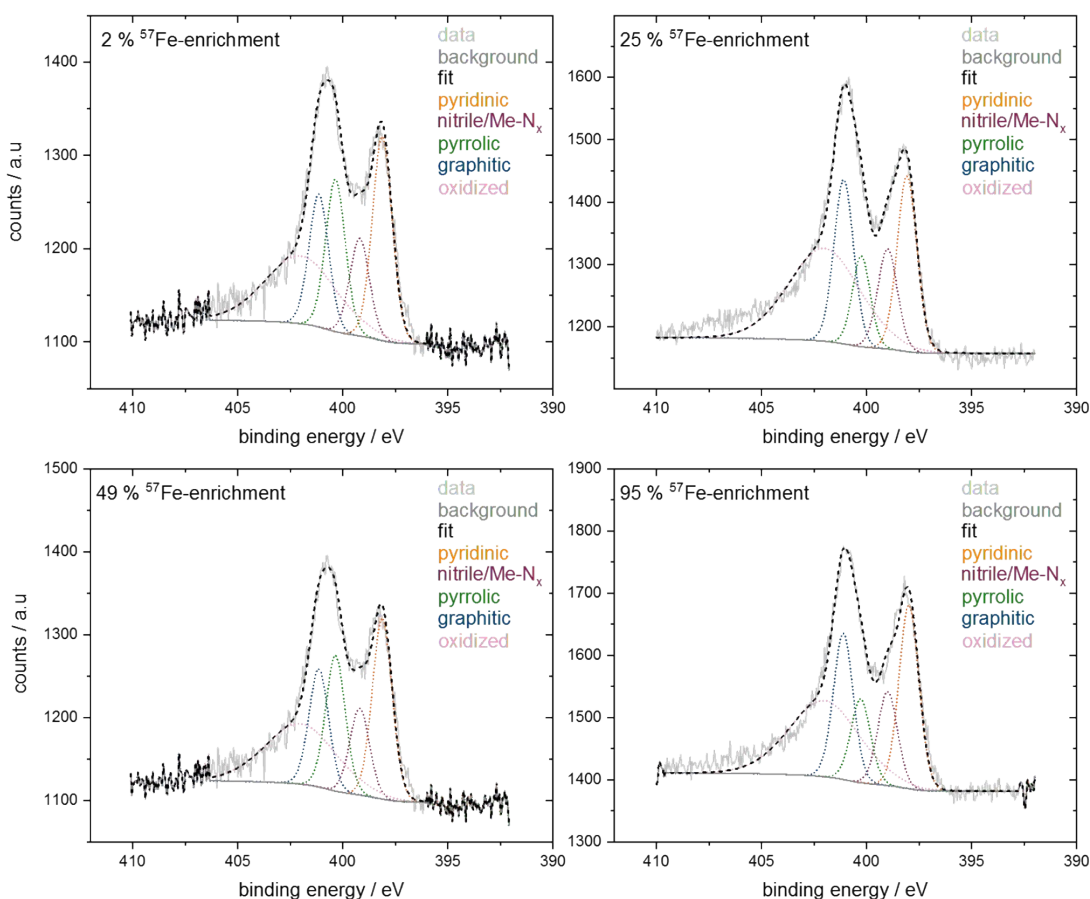 2 % ⁵⁷Fe-enrichment
data
background
fit
pyridinic
nitrile/Me-Nₓ
pyrrolic
graphitic
oxidized
1400
1300
1200
1100
counts / a.u
410
405
400
395
390
binding energy / eV
25 % ⁵⁷Fe-enrichment
data
background
fit
pyridinic
nitrile/Me-Nₓ
pyrrolic
graphitic
oxidized
1600
1500
1400
1300
1200
410
405
400
395
390
binding energy / eV
49 % ⁵⁷Fe-enrichment
data
background
fit
pyridinic
nitrile/Me-Nₓ
pyrrolic
graphitic
oxidized
1500
1400
1300
1200
1100
counts / a.u
410
405
400
395
390
binding energy / eV
95 % ⁵⁷Fe-enrichment
data
background
fit
pyridinic
nitrile/Me-Nₓ
pyrrolic
graphitic
oxidized
1900
1800
1700
1600
1500
1400
1300
410
405
400
395
390
binding energy / eV